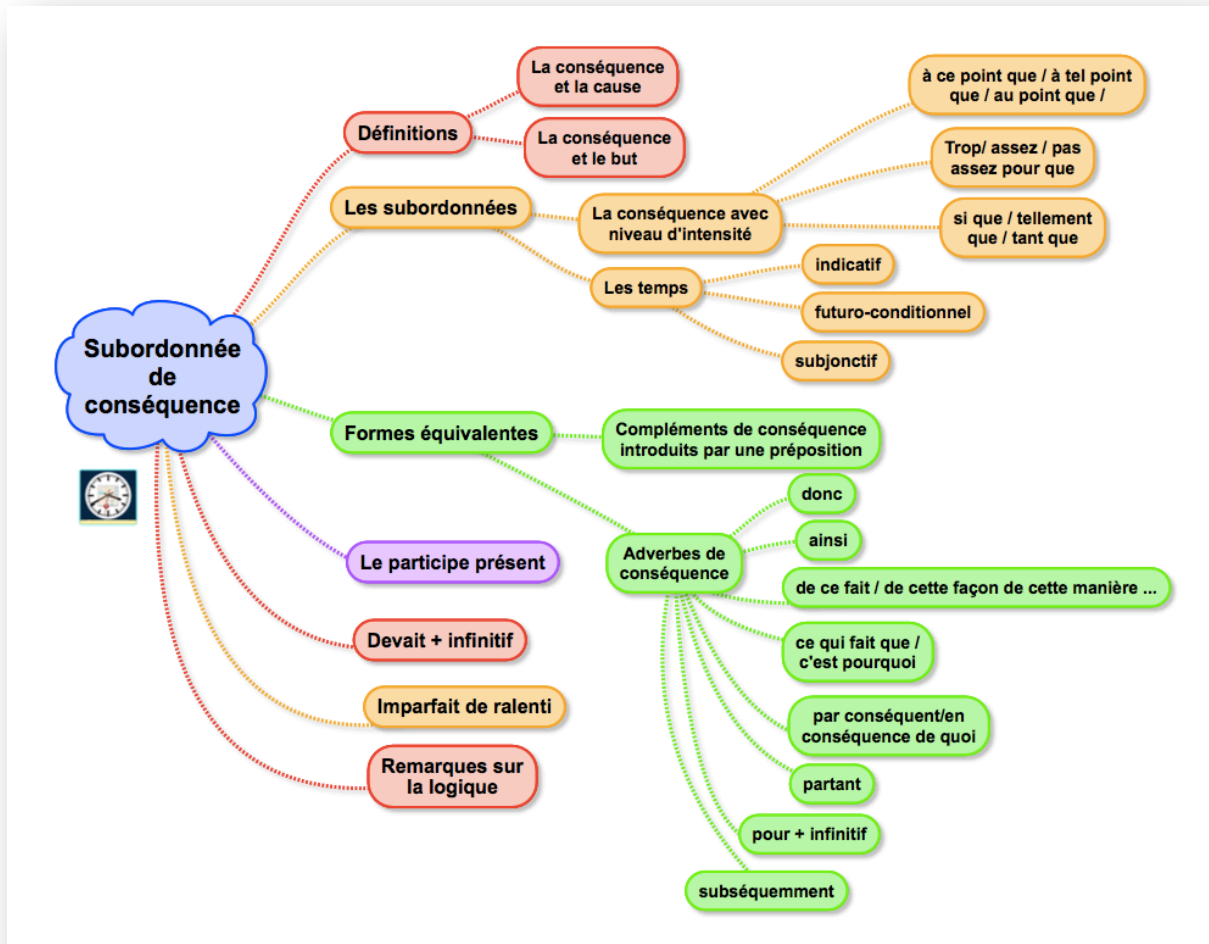 Subordonnée
de
conséquence
Définitions
La conséquence
et la cause
La conséquence
et le but
Les subordonnées
La conséquence avec
niveau d'intensité
à ce point que / à tel point
que / au point que /
Trop/ assez / pas
assez pour que
si que / tellement
que / tant que
Les temps
indicatif
futuro-conditionnel
subjonctif
Formes équivalentes
Compléments de conséquence
introduits par une préposition
Adverbes de
conséquence
donc
ainsi
de ce fait / de cette façon de cette manière ...
ce qui fait que /
c'est pourquoi
par conséquent/en
conséquence de quoi
partant
pour + infinitif
subséquemment
Le participe présent
Devait + infinitif
Imparfait de ralenti
Remarques sur
la logique